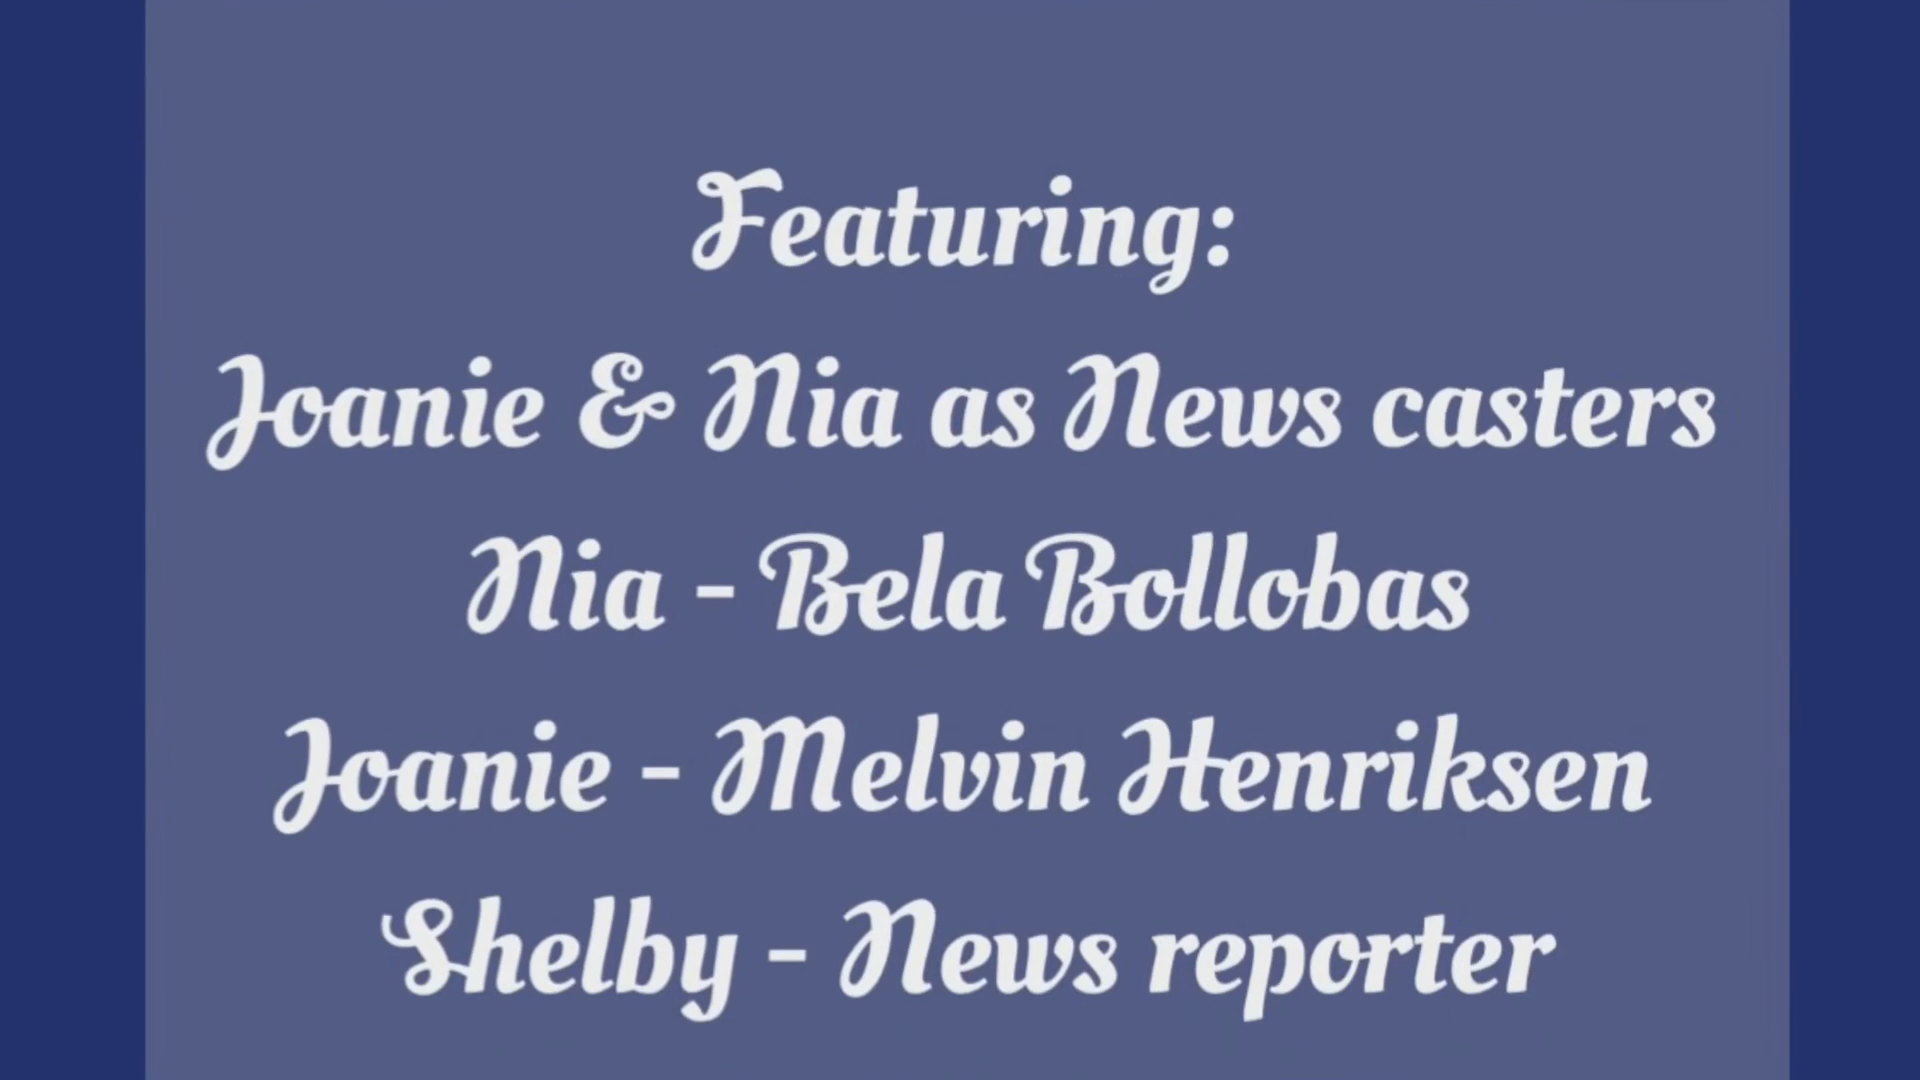 Featuring:
Joanie & Nia as News casters
Nia - Bela Bollobas
Joanie - Melvin Henriksen
Shelby - News reporter